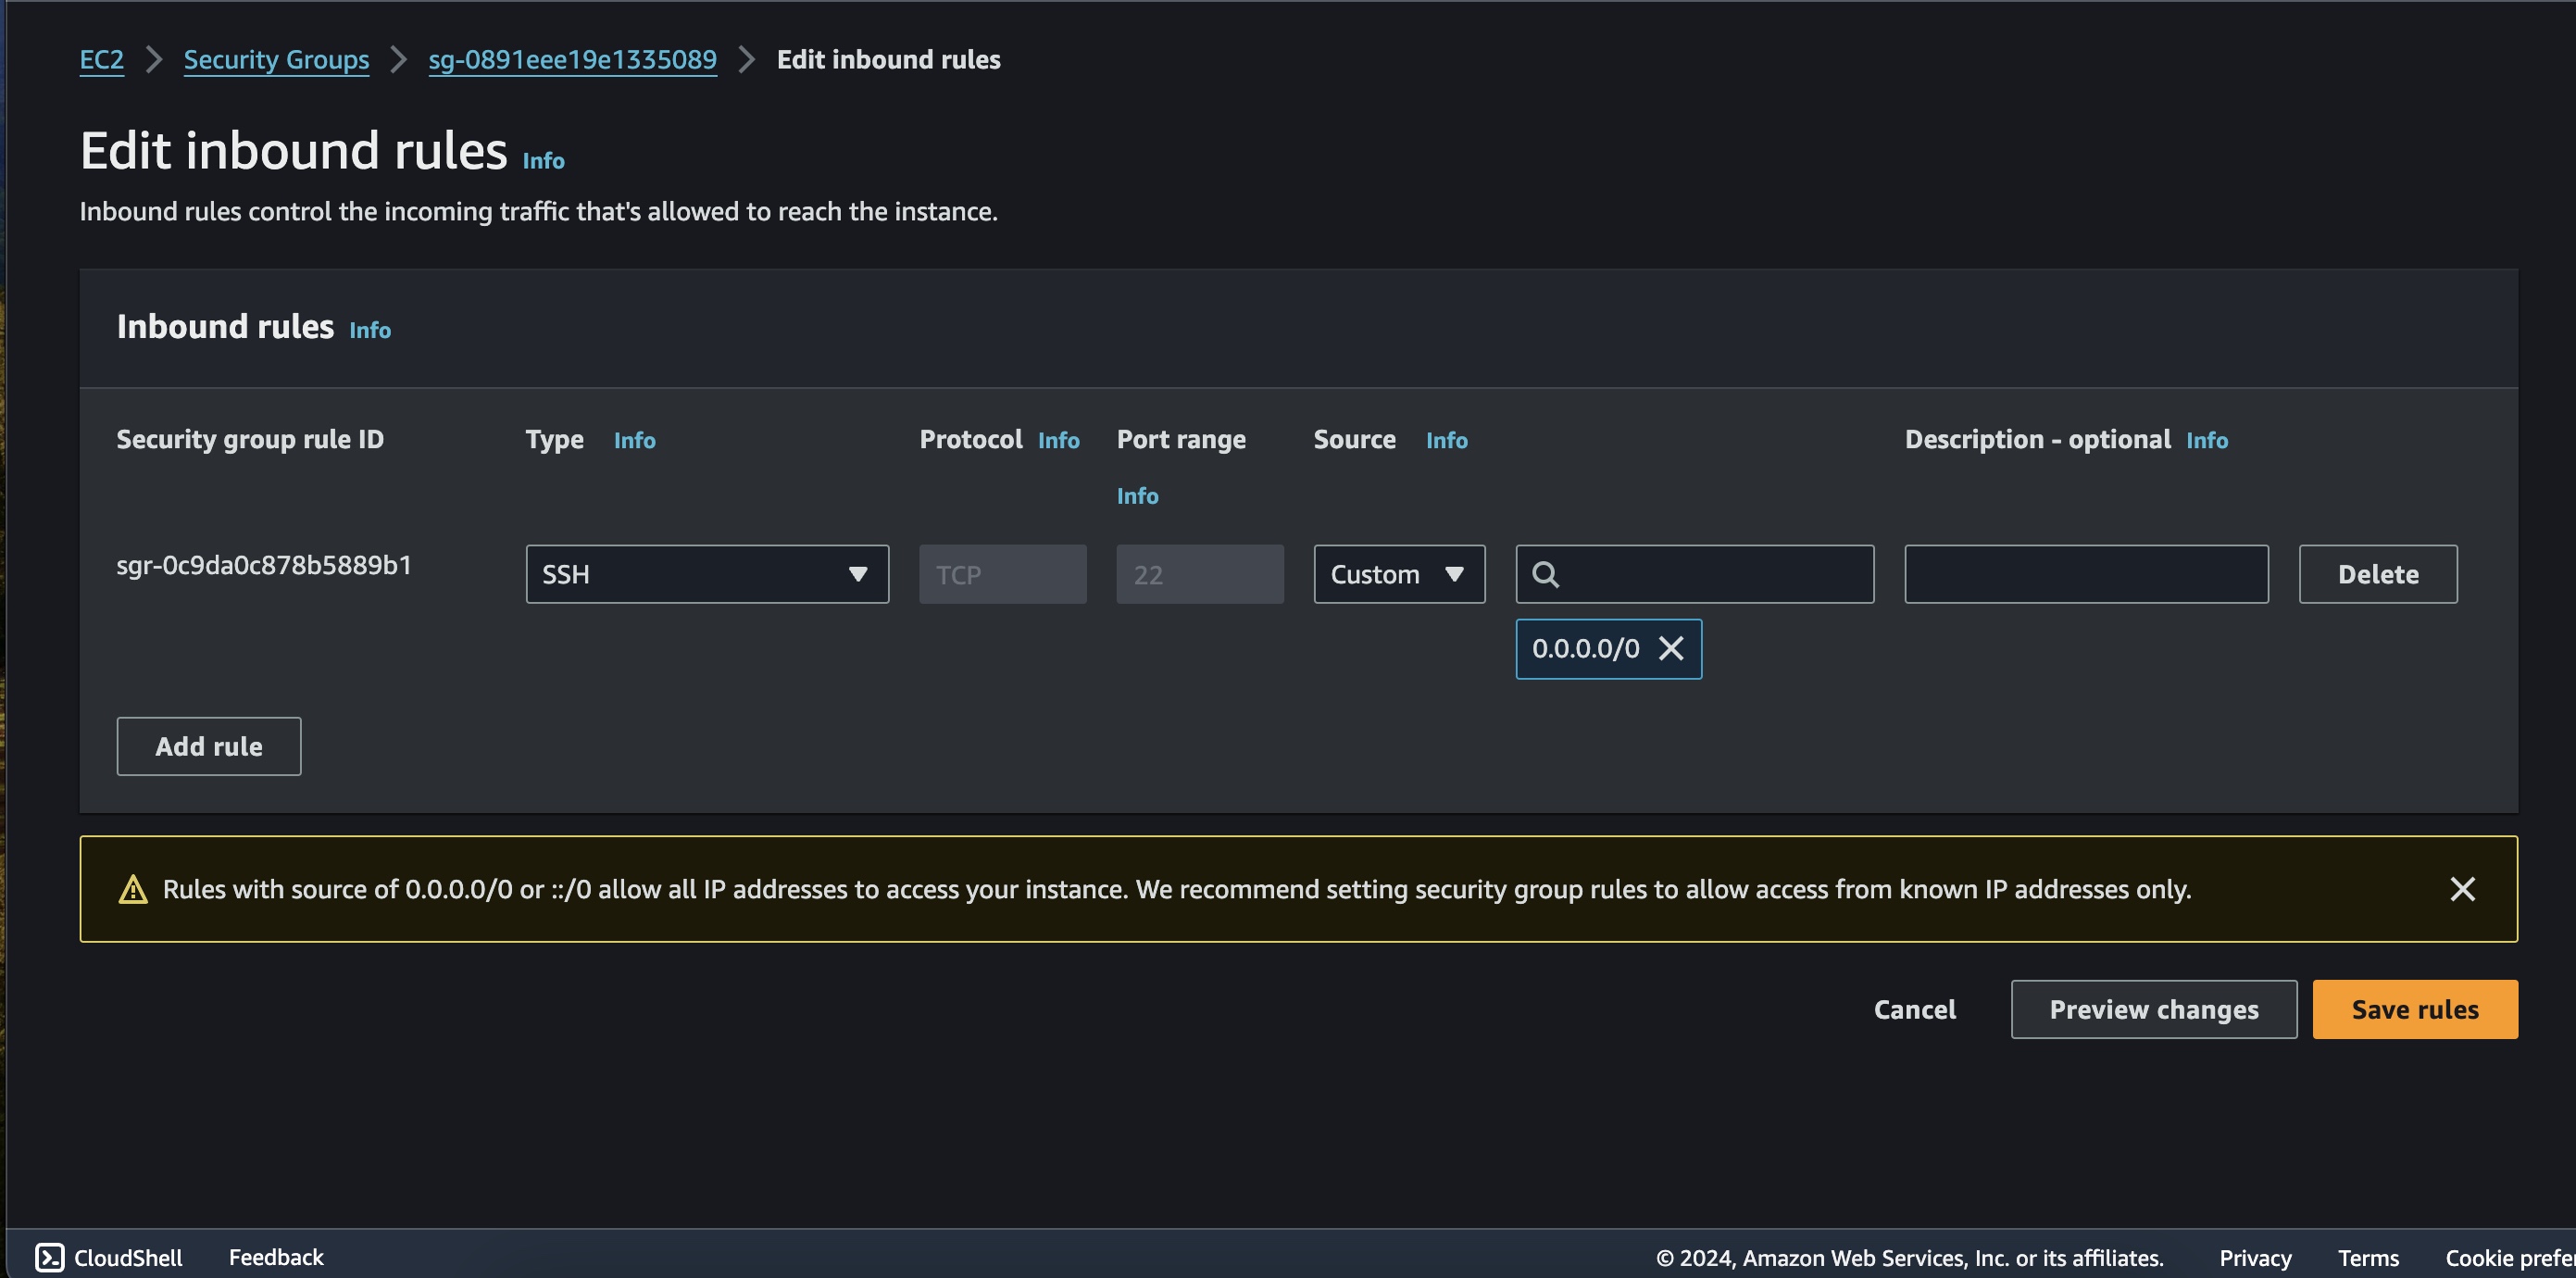 EC2 Security Groups sg-0891eee19e1335089 Edit inbound rules
Edit inbound rules Info
Inbound rules control the incoming traffic that's allowed to reach the instance.
Inbound rules Info
Security group rule ID Type Info Protocol Info Port range Info Source Info Description - optional Info
sgr-0c9da0c878b5889b1 SSH TCP 22 Custom Delete
0.0.0.0/0
Add rule
Rules with source of 0.0.0.0/0 or ::/0 allow all IP addresses to access your instance. We recommend setting security group rules to allow access from known IP addresses only.
Cancel Preview changes Save rules
CloudShell Feedback © 2024, Amazon Web Services, Inc. or its affiliates. Privacy Terms Cookie